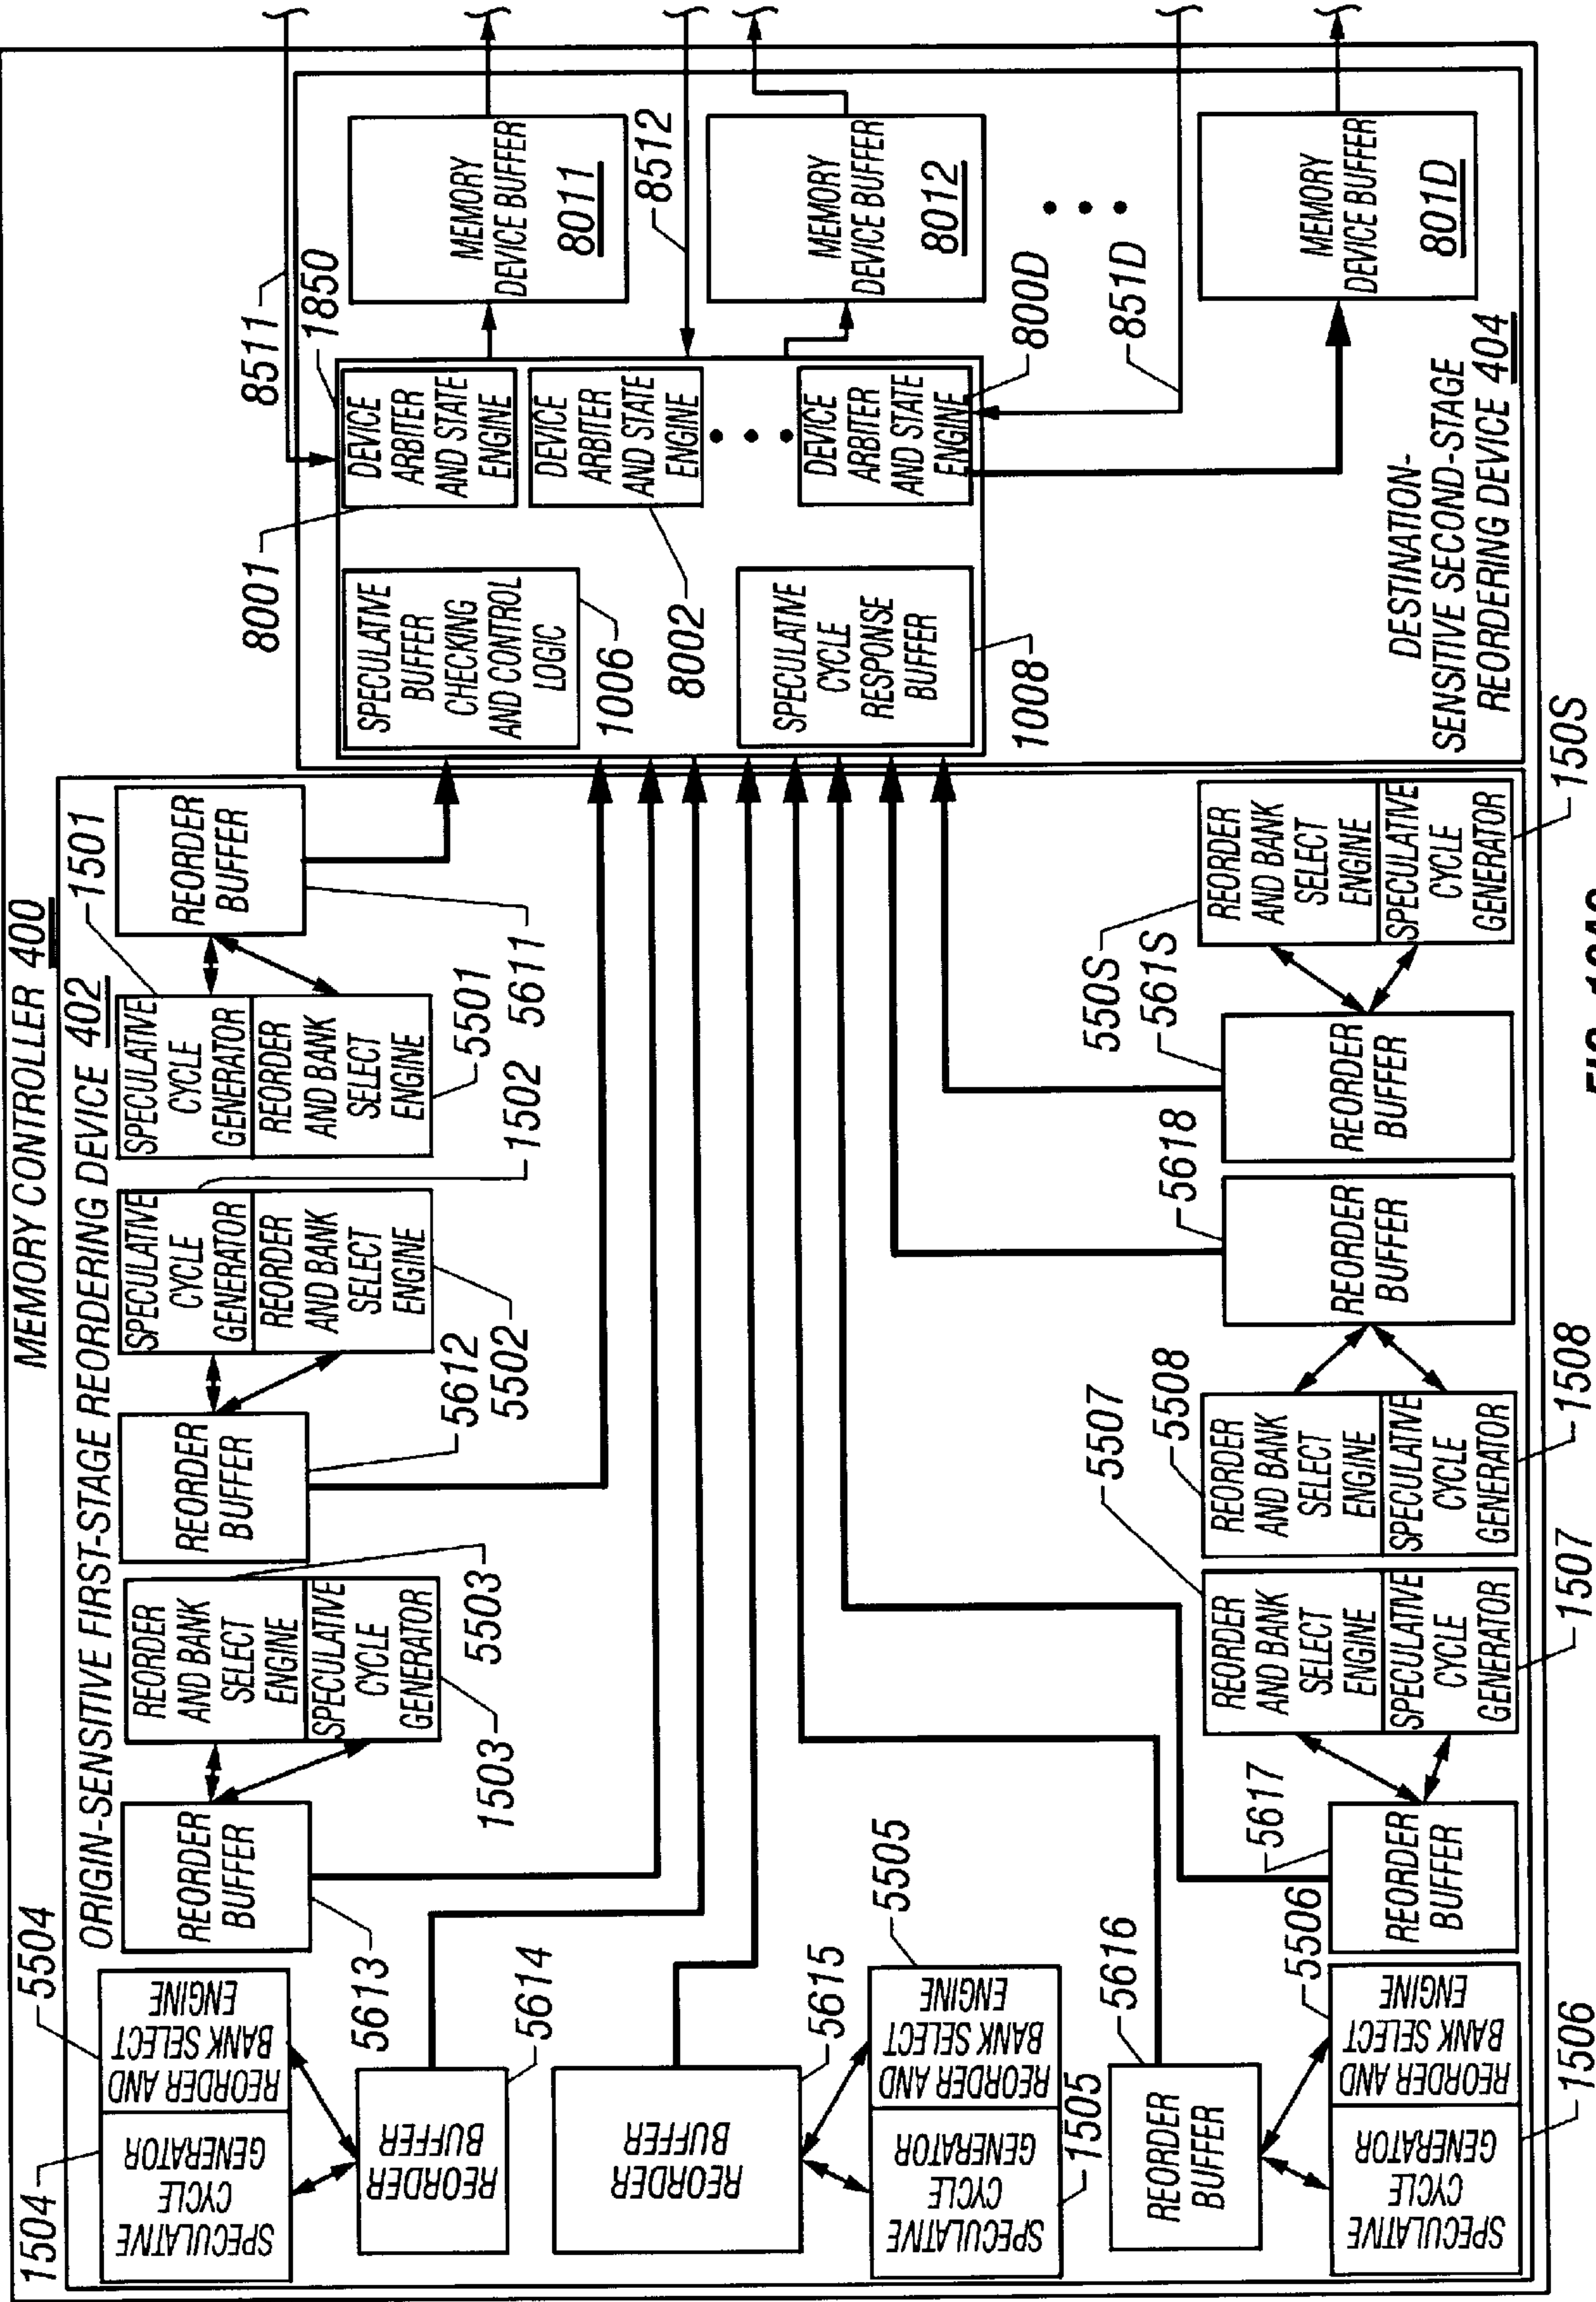 MEMORY CONTROLLER 400
ORIGIN-SENSITIVE FIRST-STAGE REORDERING DEVICE 402
1504
5504
SPECULATIVE
CYCLE
GENERATOR
REORDER AND
BANK SELECT
ENGINE
REORDER
BUFFER
5614
5613
REORDER
BUFFER
REORDER
AND BANK
SELECT
ENGINE
SPECULATIVE
CYCLE
GENERATOR
1503
5503
REORDER
BUFFER
5612
5502
SPECULATIVE
CYCLE
GENERATOR
REORDER
AND BANK
SELECT
ENGINE
1502
SPECULATIVE
CYCLE
GENERATOR
REORDER
AND BANK
SELECT
ENGINE
1501
5501
5611
REORDER
BUFFER
REORDER
BUFFER
5615
SPECULATIVE
CYCLE
GENERATOR
REORDER AND
BANK SELECT
ENGINE
5505
1505
REORDER
BUFFER
5616
SPECULATIVE
CYCLE
GENERATOR
REORDER AND
BANK SELECT
ENGINE
5506
1506
REORDER
BUFFER
5617
REORDER
AND BANK
SELECT
ENGINE
SPECULATIVE
CYCLE
GENERATOR
5507
1507
REORDER
AND BANK
SELECT
ENGINE
SPECULATIVE
CYCLE
GENERATOR
5508
1508
REORDER
BUFFER
5618
REORDER
BUFFER
561S
550S
REORDER
AND BANK
SELECT
ENGINE
SPECULATIVE
CYCLE
GENERATOR
150S
8511
1850
8001
SPECULATIVE
BUFFER
CHECKING
AND CONTROL
LOGIC
1006
8002
SPECULATIVE
CYCLE
RESPONSE
BUFFER
1008
DEVICE
ARBITER
AND STATE
ENGINE
DEVICE
ARBITER
AND STATE
ENGINE
DEVICE
ARBITER
AND STATE
ENGINE
800D
851D
8512
MEMORY
DEVICE BUFFER
8011
MEMORY
DEVICE BUFFER
8012
MEMORY
DEVICE BUFFER
801D
DESTINATION-
SENSITIVE SECOND-STAGE
REORDERING DEVICE 404